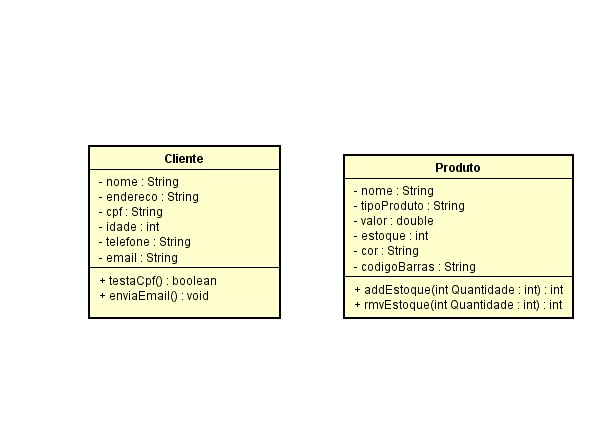 Cliente
- nome : String
- endereco : String
- cpf : String
- idade : int
- telefone : String
- email : String
+ testaCpf() : boolean
+ enviaEmail() : void
Produto
- nome : String
- tipoProduto : String
- valor : double
- estoque : int
- cor : String
- codigoBarras : String
+ addEstoque(int Quantidade : int) : int
+ rmvEstoque(int Quantidade : int) : int